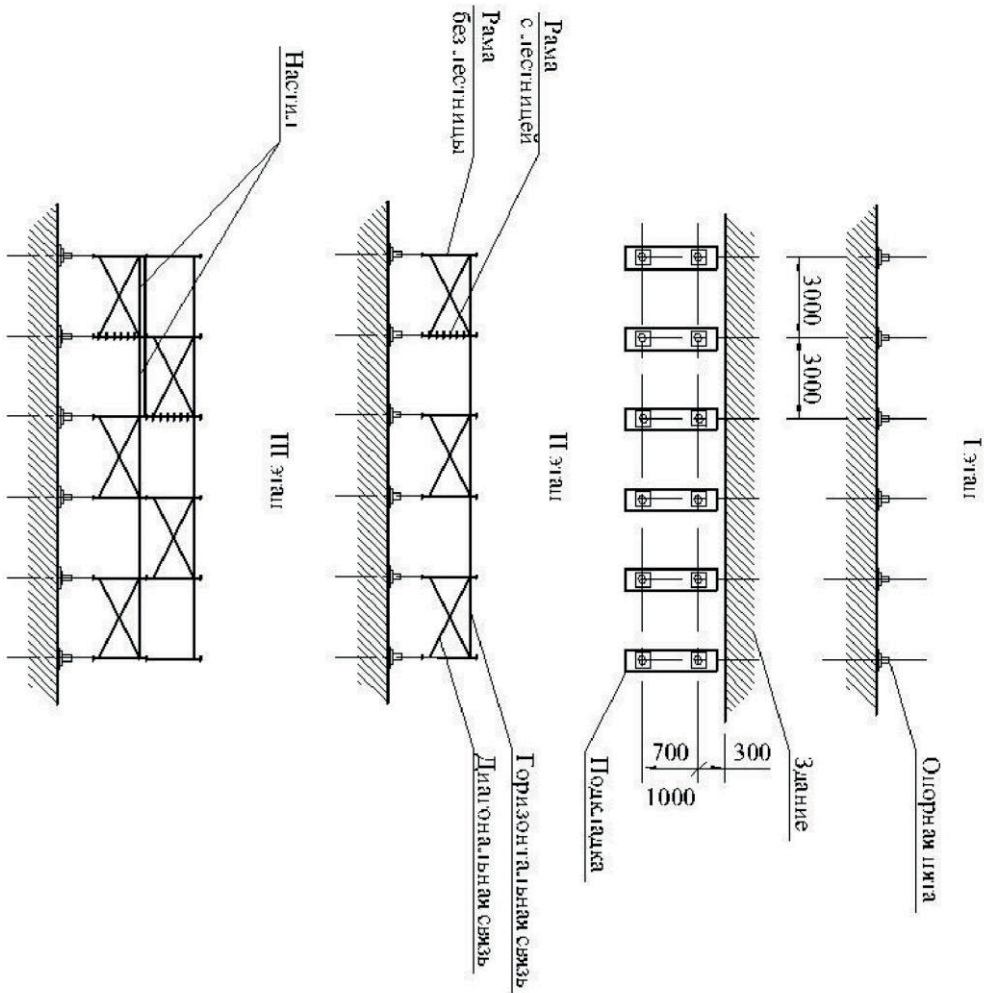 I этап
Опорная пята
3000
3000
Здание
300
700
1000
Подкладка
II этап
Рама
с лестницей
Рама
без лестницы
Горизонтальная связь
Диагональная связь
III этап
Настил